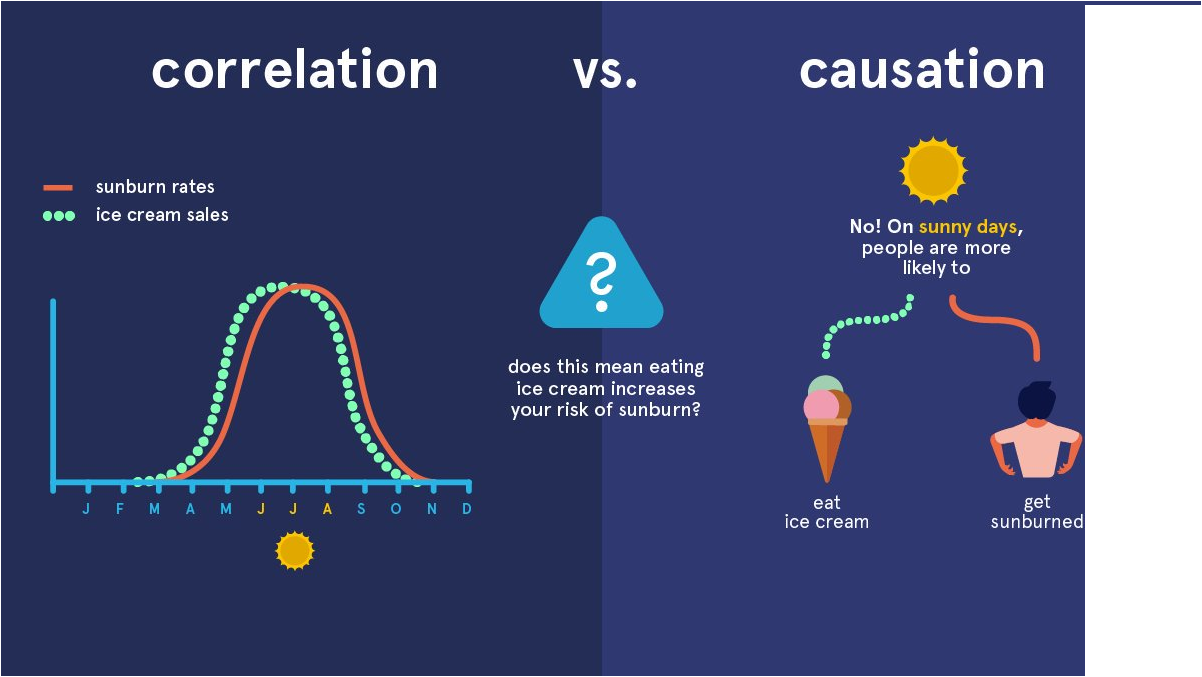 correlation vs. causation
sunburn rates
ice cream sales
J F M A M J J A S O N D
?
does this mean eating
ice cream increases
your risk of sunburn?
No! On sunny days,
people are more
likely to
eat
ice cream
get
sunburned